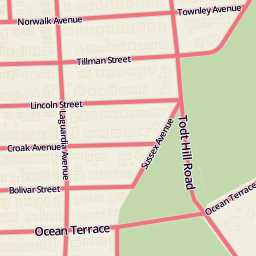 Townley Avenue
Norwalk Avenue
Tillman Street
Lincoln Street
Laguardia Avenue
Todt Hill Road
Sussex Avenue
Croak Avenue
Bolivar Street
Ocean Terrace
Ocean Terrace